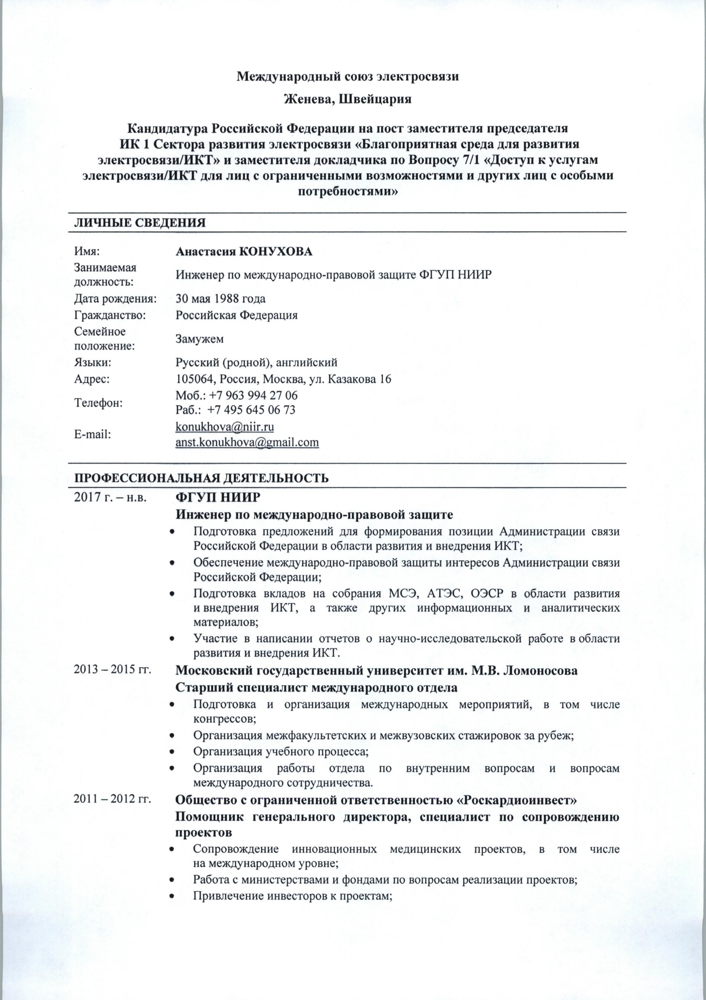 Международный союз электросвязи
Женева, Швейцария
Кандидатура Российской Федерации на пост заместителя председателя
ИК 1 Сектора развития электросвязи «Благоприятная среда для развития
электросвязи/ИКТ» и заместителя докладчика по Вопросу 7/1 «Доступ к услугам
электросвязи/ИКТ для лиц с ограниченными возможностями и других лиц с особыми
потребностями»
ЛИЧНЫЕ СВЕДЕНИЯ
Имя: Анастасия КОНУХОВА
Занимаемая
должность: Инженер по международно-правовой защите ФГУП НИИР
Дата рождения: 30 мая 1988 года
Гражданство: Российская Федерация
Семейное
положение: Замужем
Языки: Русский (родной), английский
Адрес: 105064, Россия, Москва, ул. Казакова 16
Телефон: Моб.: +7 963 994 27 06
Раб.: +7 495 645 06 73
E-mail: konukhova@niir.ru
anst.konukhova@gmail.com
ПРОФЕССИОНАЛЬНАЯ ДЕЯТЕЛЬНОСТЬ
2017 г. – н.в. ФГУП НИИР
Инженер по международно-правовой защите
• Подготовка предложений для формирования позиции Администрации связи
Российской Федерации в области развития и внедрения ИКТ;
• Обеспечение международно-правовой защиты интересов Администрации связи
Российской Федерации;
• Подготовка вкладов на собрания МСЭ, АТЭС, ОЭСР в области развития
и внедрения ИКТ, а также других информационных и аналитических
материалов;
• Участие в написании отчетов о научно-исследовательской работе в области
развития и внедрения ИКТ.
2013 – 2015 гг. Московский государственный университет им. М.В. Ломоносова
Старший специалист международного отдела
• Подготовка и организация международных мероприятий, в том числе
конгрессов;
• Организация межфакультетских и межвузовских стажировок за рубеж;
• Организация учебного процесса;
• Организация работы отдела по внутренним вопросам и вопросам
международного сотрудничества.
2011 – 2012 гг. Общество с ограниченной ответственностью «Роскардиоинвест»
Помощник генерального директора, специалист по сопровождению
проектов
• Сопровождение инновационных медицинских проектов, в том числе
на международном уровне;
• Работа с министерствами и фондами по вопросам реализации проектов;
• Привлечение инвесторов к проектам;